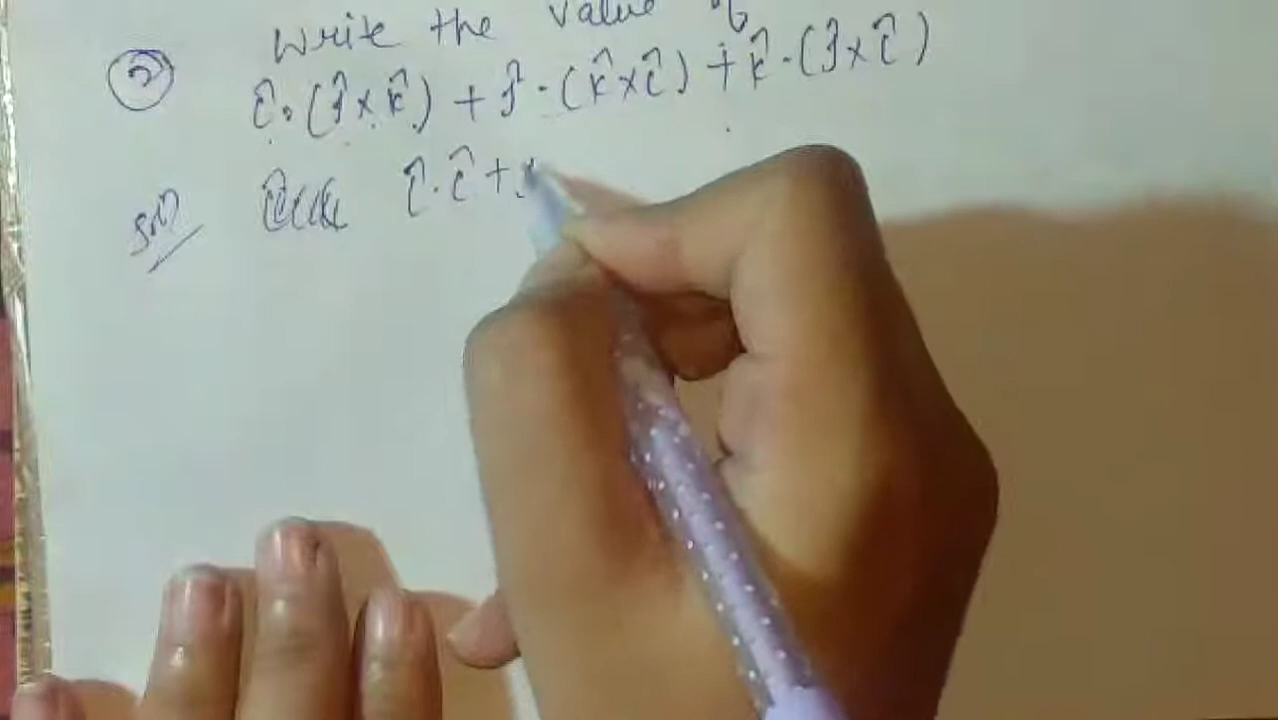 ② Write the value of
î.(ĵ×k̂) + ĵ.(k̂×î) + k̂.(ĵ×î)
Sol î.î+